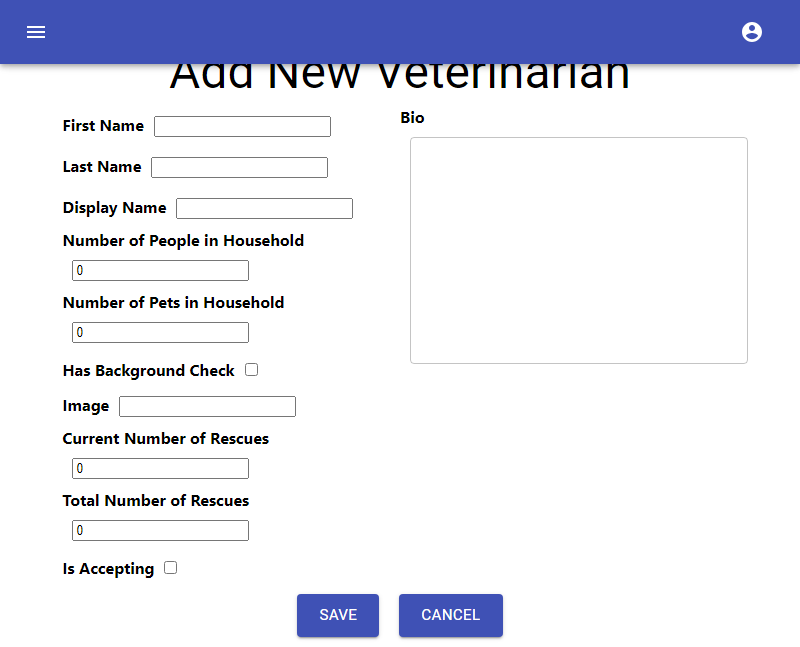 Add New Veterinarian
First Name
Last Name
Display Name
Number of People in Household
0
Number of Pets in Household
0
Has Background Check
Image
Current Number of Rescues
0
Total Number of Rescues
0
Is Accepting
Bio
SAVE CANCEL